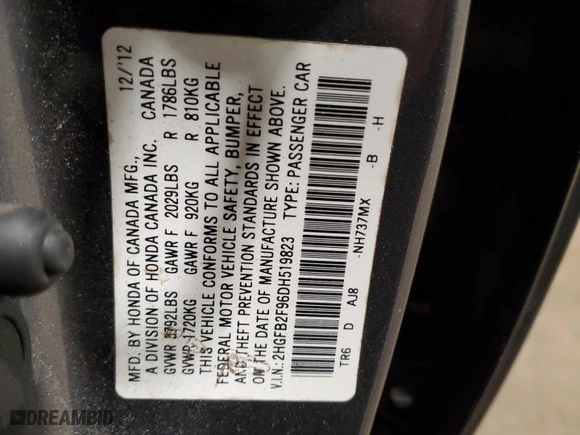 MFD. BY HONDA OF CANADA MFG., 12/'12
A DIVISION OF HONDA CANADA INC. CANADA
GVWR 3792LBS GAWR F 2029LBS R 1786LBS
GVWR 1720KG GAWR F 920KG R 810KG
THIS VEHICLE CONFORMS TO ALL APPLICABLE
FEDERAL MOTOR VEHICLE SAFETY, BUMPER,
AND THEFT PREVENTION STANDARDS IN EFFECT
ON THE DATE OF MANUFACTURE SHOWN ABOVE.
V.I.N.: 2HGFB2F96DH519823 TYPE: PASSENGER CAR
TR6 D AJ8 -NH737MX -B -H
DREAMBID